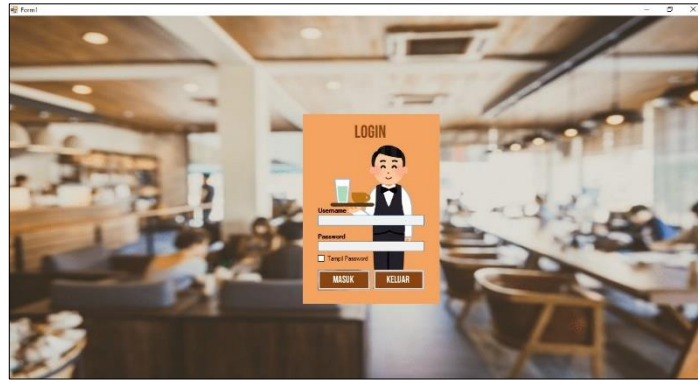 Form1
LOGIN
Username
Password
Tampil Password
MASUK KELUAR